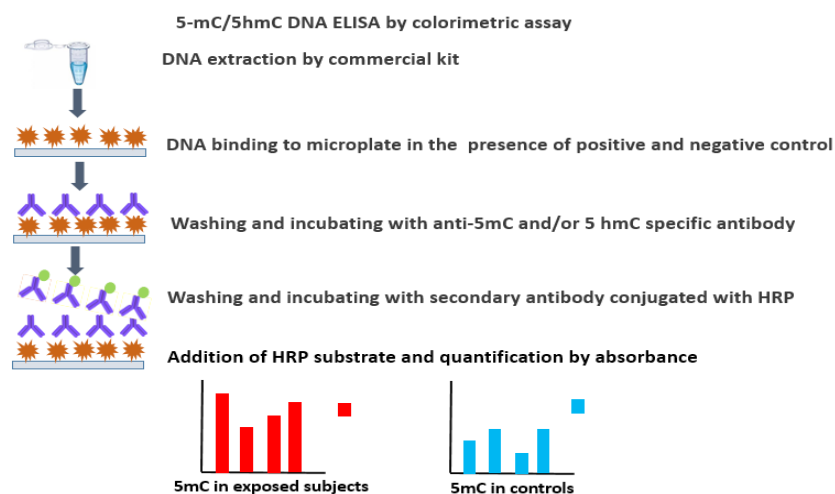 5-mC/5hmC DNA ELISA by colorimetric assay
DNA extraction by commercial kit
DNA binding to microplate in the presence of positive and negative control
Washing and incubating with anti-5mC and/or 5 hmC specific antibody
Washing and incubating with secondary antibody conjugated with HRP
Addition of HRP substrate and quantification by absorbance
5mC in exposed subjects
5mC in controls